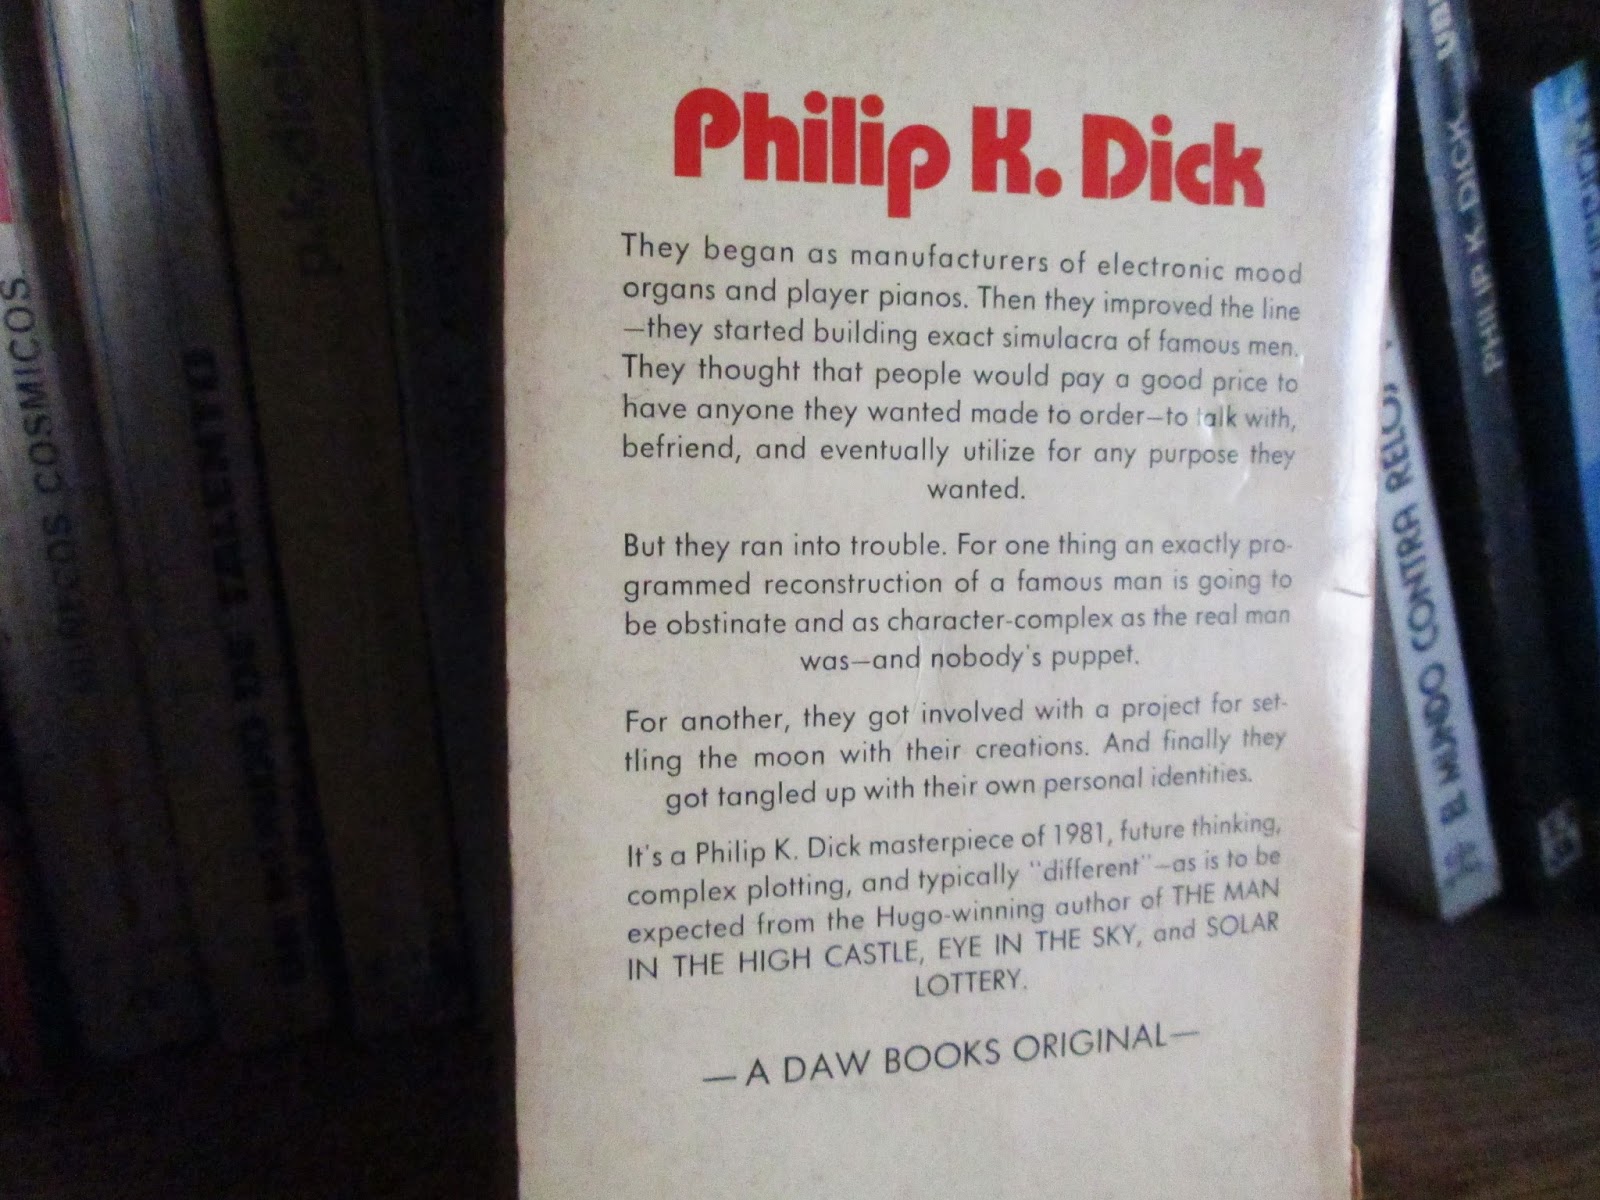 COSMICOS
DE SALENTO
p.k. dick
Philip K. Dick
They began as manufacturers of electronic mood
organs and player pianos. Then they improved the line
—they started building exact simulacra of famous men.
They thought that people would pay a good price to
have anyone they wanted made to order—to talk with,
befriend, and eventually utilize for any purpose they
wanted.
But they ran into trouble. For one thing an exactly pro-
grammed reconstruction of a famous man is going to
be obstinate and as character-complex as the real man
was—and nobody's puppet.
For another, they got involved with a project for set-
tling the moon with their creations. And finally they
got tangled up with their own personal identities.
It's a Philip K. Dick masterpiece of 1981, future thinking,
complex plotting, and typically "different"—as is to be
expected from the Hugo-winning author of THE MAN
IN THE HIGH CASTLE, EYE IN THE SKY, and SOLAR
LOTTERY.
—A DAW BOOKS ORIGINAL—
EL MUNDO CONTRA RELOJ
PHILIP K. DICK